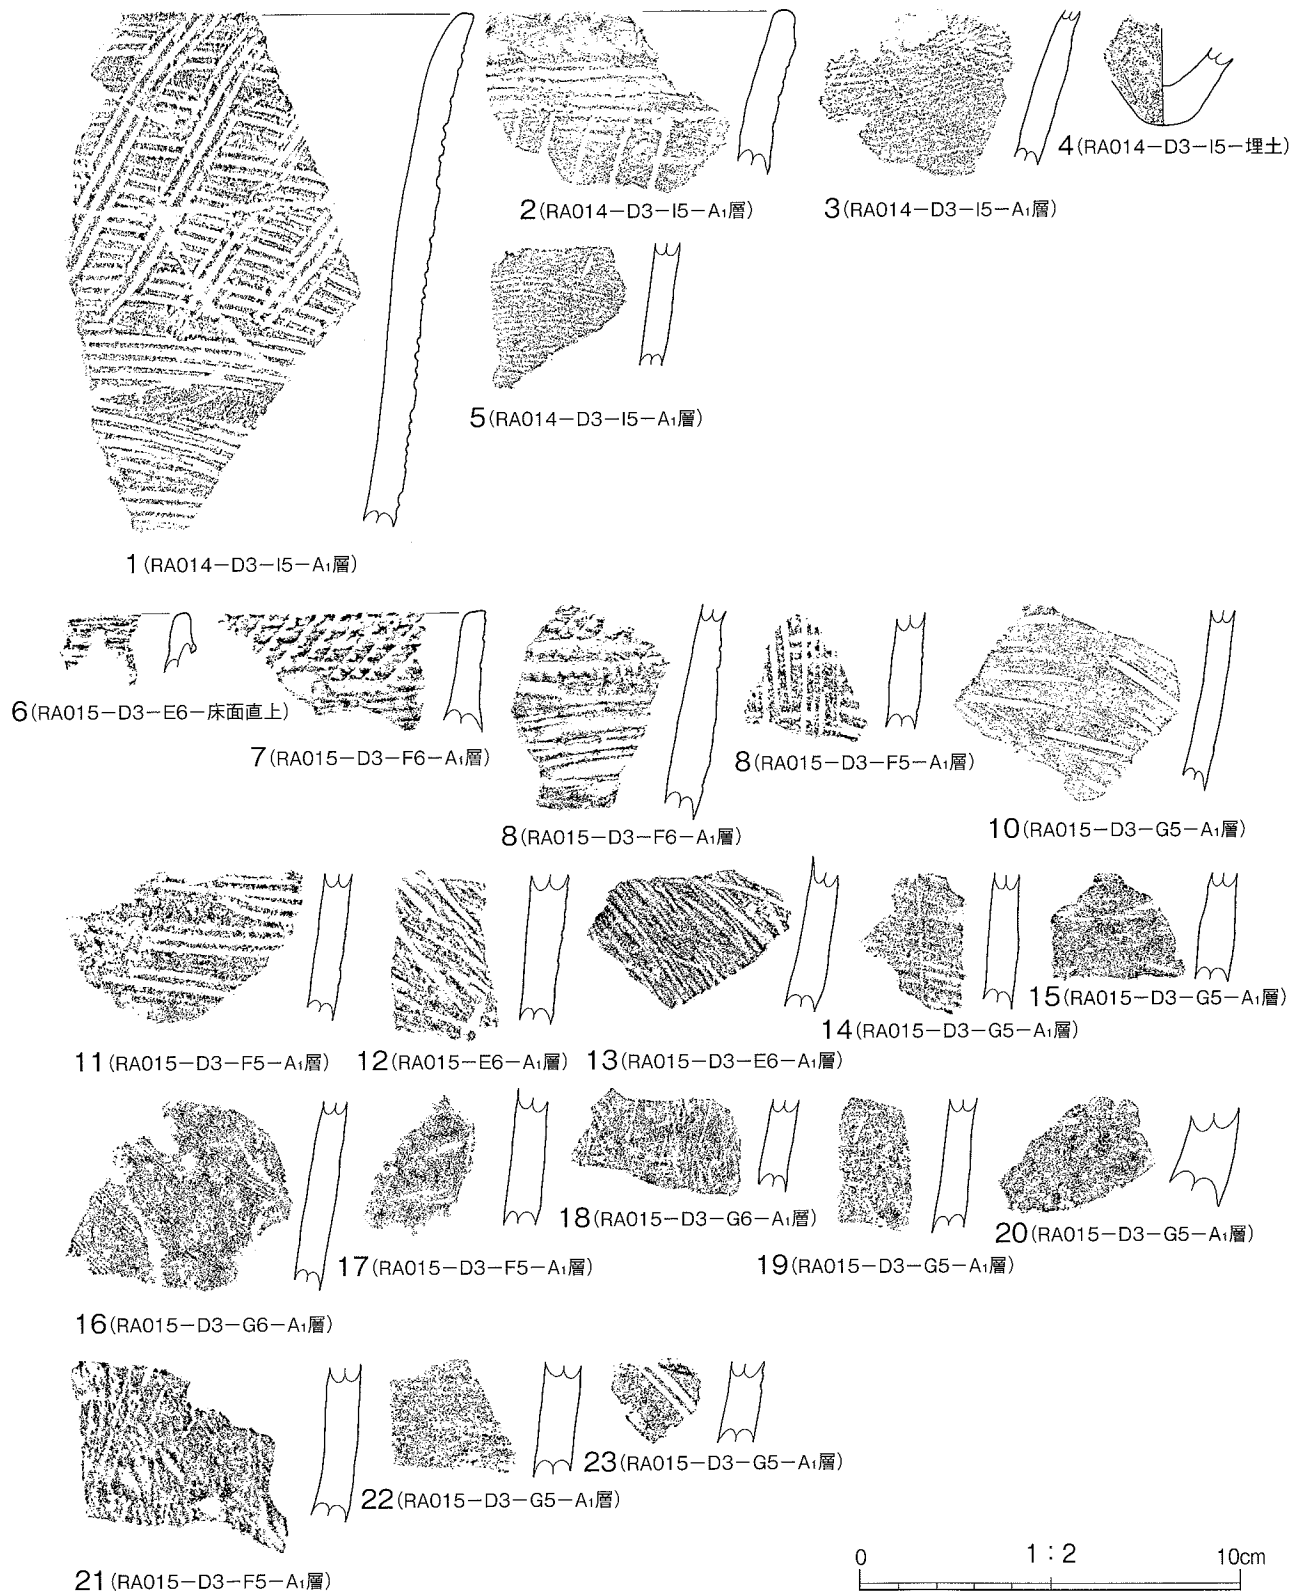 4(RA014-D3-I5-埋土)
2(RA014-D3-I5-A₁層)
3(RA014-D3-I5-A₁層)
5(RA014-D3-I5-A₁層)
1(RA014-D3-I5-A₁層)
6(RA015-D3-E6-床面直上)
7(RA015-D3-F6-A₁層)
8(RA015-D3-F6-A₁層)
8(RA015-D3-F5-A₁層)
10(RA015-D3-G5-A₁層)
11(RA015-D3-F5-A₁層)
12(RA015-E6-A₁層)
13(RA015-D3-E6-A₁層)
14(RA015-D3-G5-A₁層)
15(RA015-D3-G5-A₁層)
16(RA015-D3-G6-A₁層)
17(RA015-D3-F5-A₁層)
18(RA015-D3-G6-A₁層)
19(RA015-D3-G5-A₁層)
20(RA015-D3-G5-A₁層)
21(RA015-D3-F5-A₁層)
22(RA015-D3-G5-A₁層)
23(RA015-D3-G5-A₁層)
0 1:2 10cm